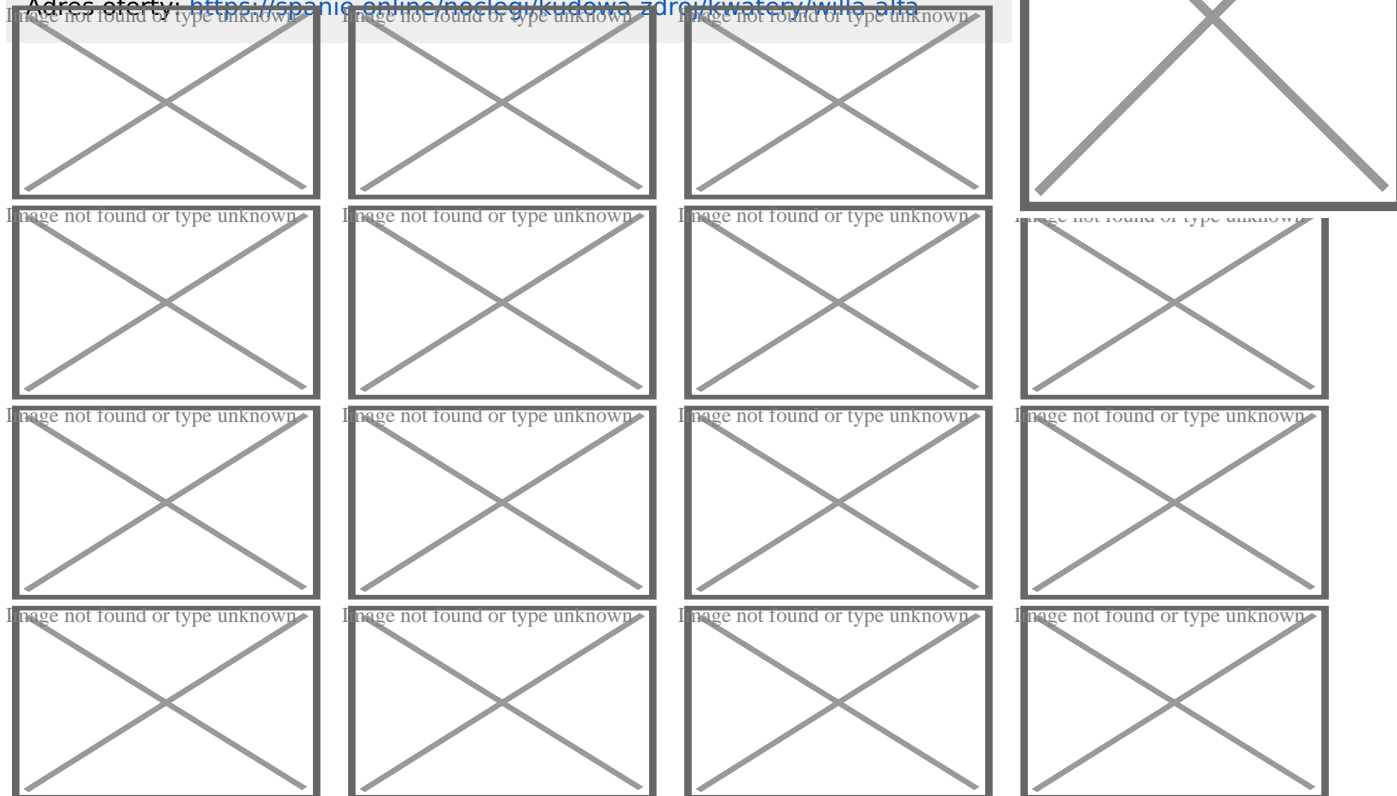 Adres oferty: https://spanie.online/noclegi/kudowa-zdroj/kwatery/willa-alfa
Image not found or type unknown Image not found or type unknown Image not found or type unknown
Image not found or type unknown Image not found or type unknown Image not found or type unknown Image not found or type unknown
Image not found or type unknown Image not found or type unknown Image not found or type unknown Image not found or type unknown
Image not found or type unknown Image not found or type unknown Image not found or type unknown Image not found or type unknown